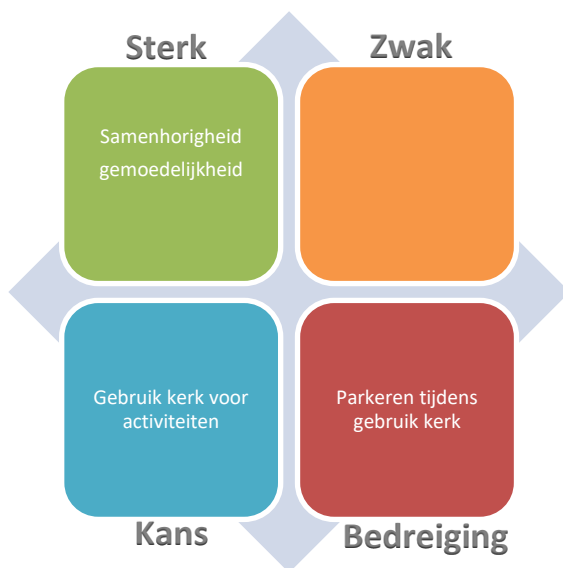 Sterk
Zwak
Samenhorigheid
gemoedelijkheid
Gebruik kerk voor
activiteiten
Parkeren tijdens
gebruik kerk
Kans
Bedreiging